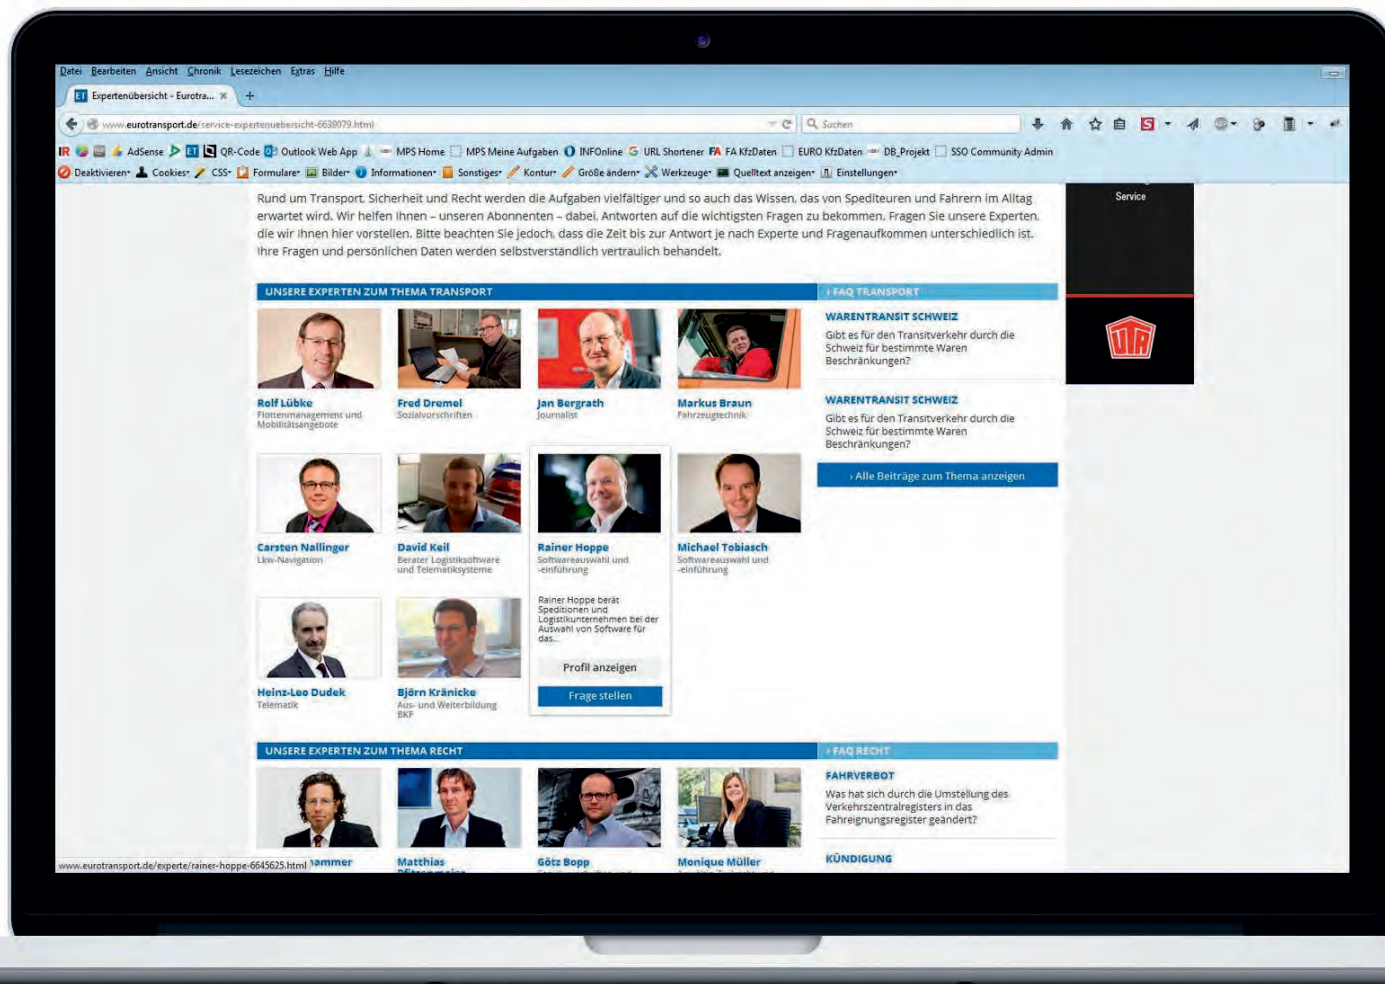 Datei Bearbeiten Ansicht Chronik Lesezeichen Extras Hilfe
ET Expertenübersicht - Eurotra... × +
www.eurotransport.de/service-expertenuebersicht-6639079.html
Suchen
IR AdSense ET QR-Code Outlook Web App MPS Home MPS Meine Aufgaben INFOnline URL Shortener FA FA KfzDaten EURO KfzDaten DB_Projekt SSO Community Admin
Deaktivieren Cookies CSS Formulare Bilder Informationen Sonstiges Kontur Größe ändern Werkzeuge Quelltext anzeigen Einstellungen
Rund um Transport, Sicherheit und Recht werden die Aufgaben vielfältiger und so auch das Wissen, das von Spediteuren und Fahrern im Alltag
erwartet wird. Wir helfen Ihnen – unseren Abonnenten – dabei, Antworten auf die wichtigsten Fragen zu bekommen. Fragen Sie unsere Experten,
die wir Ihnen hier vorstellen. Bitte beachten Sie jedoch, dass die Zeit bis zur Antwort je nach Experte und Fragenaufkommen unterschiedlich ist.
Ihre Fragen und persönlichen Daten werden selbstverständlich vertraulich behandelt.
Service
UTA
UNSERE EXPERTEN ZUM THEMA TRANSPORT
Rolf Lübke
Flottenmanagement und
Mobilitätsangebote
Fred Dremel
Sozialvorschriften
Jan Bergrath
Journalist
Markus Braun
Fahrzeugtechnik
Carsten Nallinger
Lkw-Navigation
David Keil
Berater Logistiksoftware
und Telematiksysteme
Rainer Hoppe
Softwareauswahl und
-einführung
Rainer Hoppe berät
Speditionen und
Logistikunternehmen bei der
Auswahl von Software für
das...
Profil anzeigen
Frage stellen
Michael Tobiasch
Softwareauswahl und
-einführung
Heinz-Leo Dudek
Telematik
Björn Kränicke
Aus- und Weiterbildung
BKF
› FAQ TRANSPORT
WARENTRANSIT SCHWEIZ
Gibt es für den Transitverkehr durch die
Schweiz für bestimmte Waren
Beschränkungen?
WARENTRANSIT SCHWEIZ
Gibt es für den Transitverkehr durch die
Schweiz für bestimmte Waren
Beschränkungen?
› Alle Beiträge zum Thema anzeigen
UNSERE EXPERTEN ZUM THEMA RECHT
hammer
Matthias
Götz Bopp
Monique Müller
› FAQ RECHT
FAHRVERBOT
Was hat sich durch die Umstellung des
Verkehrszentralregisters in das
Fahreignungsregister geändert?
KÜNDIGUNG
www.eurotransport.de/experte/rainer-hoppe-6645625.html